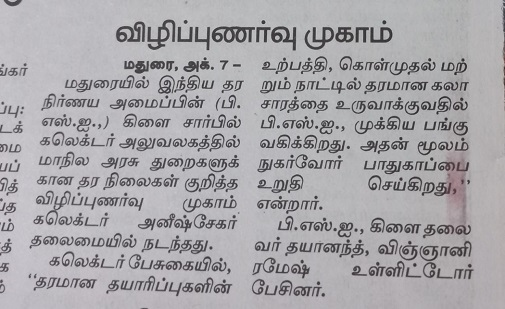 விழிப்புணர்வு முகாம்
மதுரை, அக். 7 –
மதுரையில் இந்திய தர
நிர்ணய அமைப்பின் (பி.
எஸ்.ஐ.,) கிளை சார்பில்
கலெக்டர் அலுவலகத்தில்
மாநில அரசு துறைகளுக்
கான தர நிலைகள் குறித்த
விழிப்புணர்வு முகாம்
கலெக்டர் அனீஷ்சேகர்
தலைமையில் நடந்தது.
கலெக்டர் பேசுகையில்,
‘‘தரமான தயாரிப்புகளின்
உற்பத்தி, கொள்முதல் மற்
றும் நாட்டில் தரமான கலா
சாரத்தை உருவாக்குவதில்
பி.எஸ்.ஐ., முக்கிய பங்கு
வகிக்கிறது. அதன் மூலம்
நுகர்வோர் பாதுகாப்பை
உறுதி செய்கிறது,’’
என்றார்.
பி.எஸ்.ஐ., கிளை தலை
வர் தயானந்த், விஞ்ஞானி
ரமேஷ் உள்ளிட்டோர்
பேசினர்.